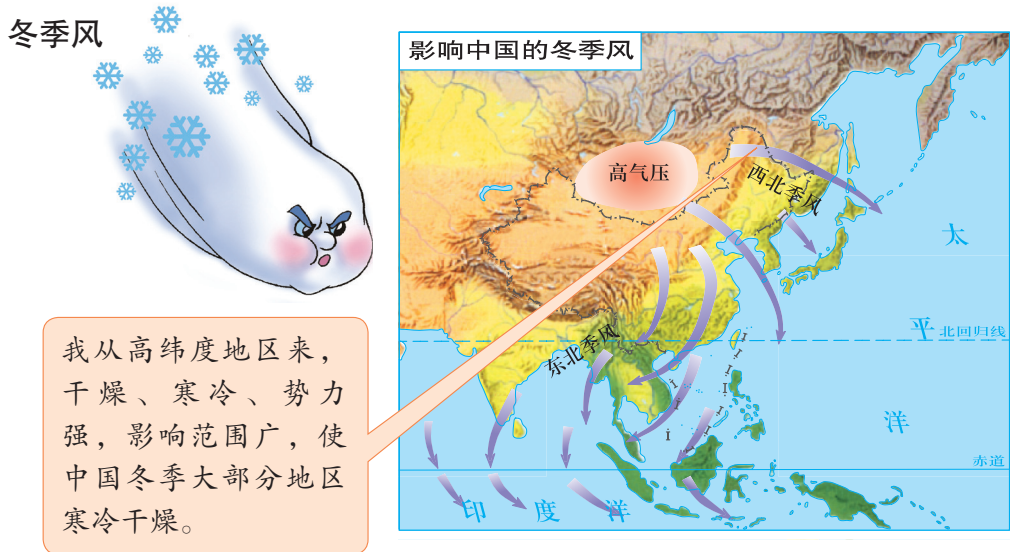 冬季风
影响中国的冬季风
高气压
西北季风
东北季风
太
平
洋
北回归线
赤道
印度洋
我从高纬度地区来，
干燥、寒冷、势力
强，影响范围广，使
中国冬季大部分地区
寒冷干燥。